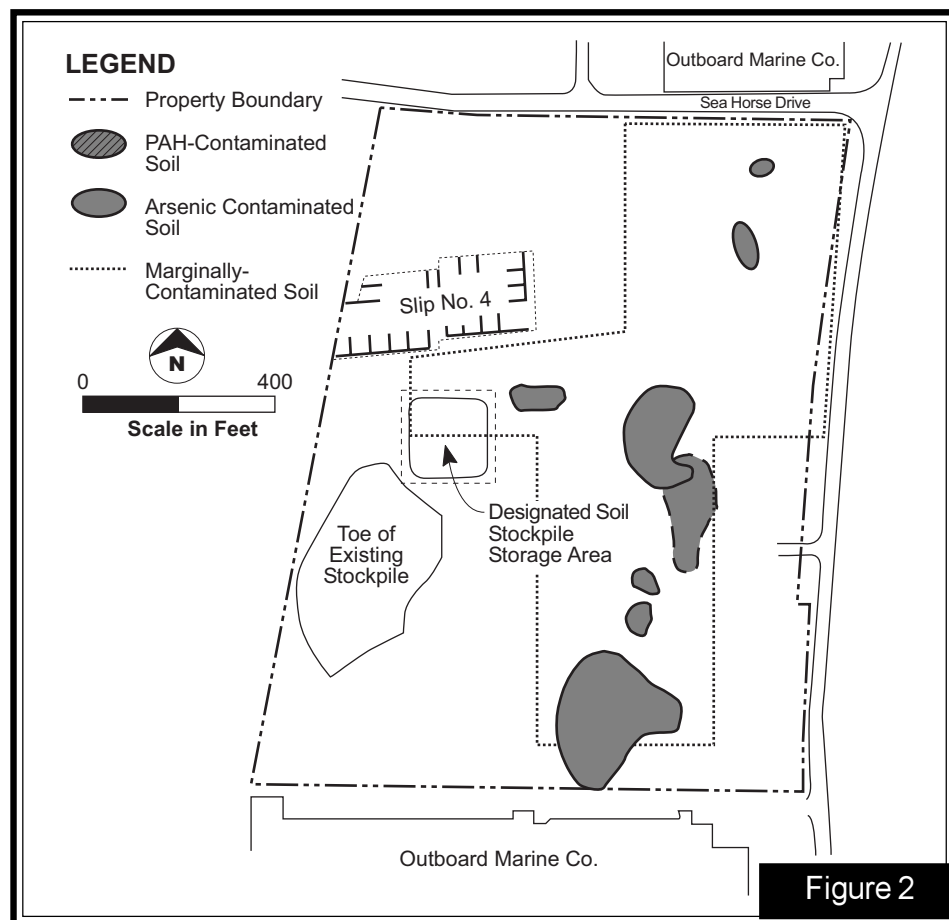 LEGEND
Property Boundary
PAH-Contaminated
Soil
Arsenic Contaminated
Soil
Marginally-
Contaminated Soil
N
0 400
Scale in Feet
Outboard Marine Co.
Sea Horse Drive
Slip No. 4
Designated Soil
Stockpile
Storage Area
Toe of
Existing
Stockpile
Outboard Marine Co.
Figure 2